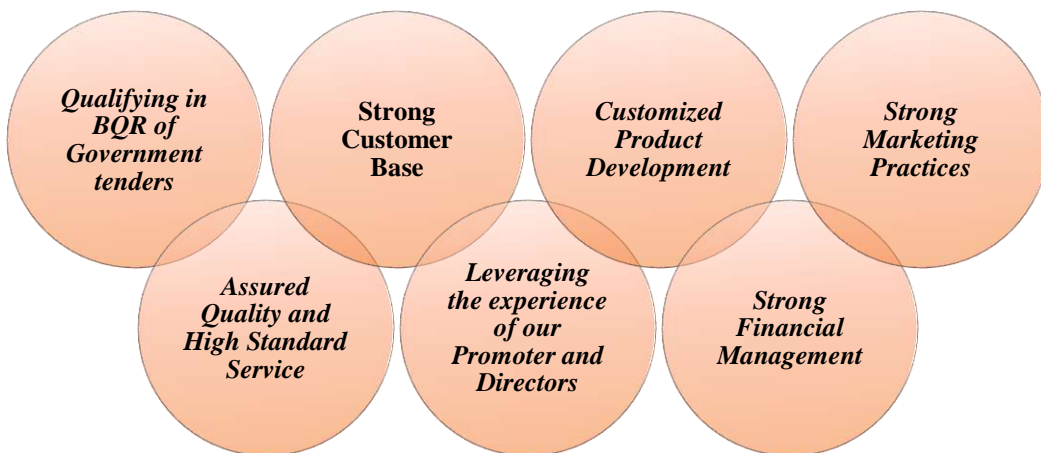 Qualifying in
BQR of
Government
tenders
Strong
Customer
Base
Customized
Product
Development
Strong
Marketing
Practices
Assured
Quality and
High Standard
Service
Leveraging
the experience
of our
Promoter and
Directors
Strong
Financial
Management